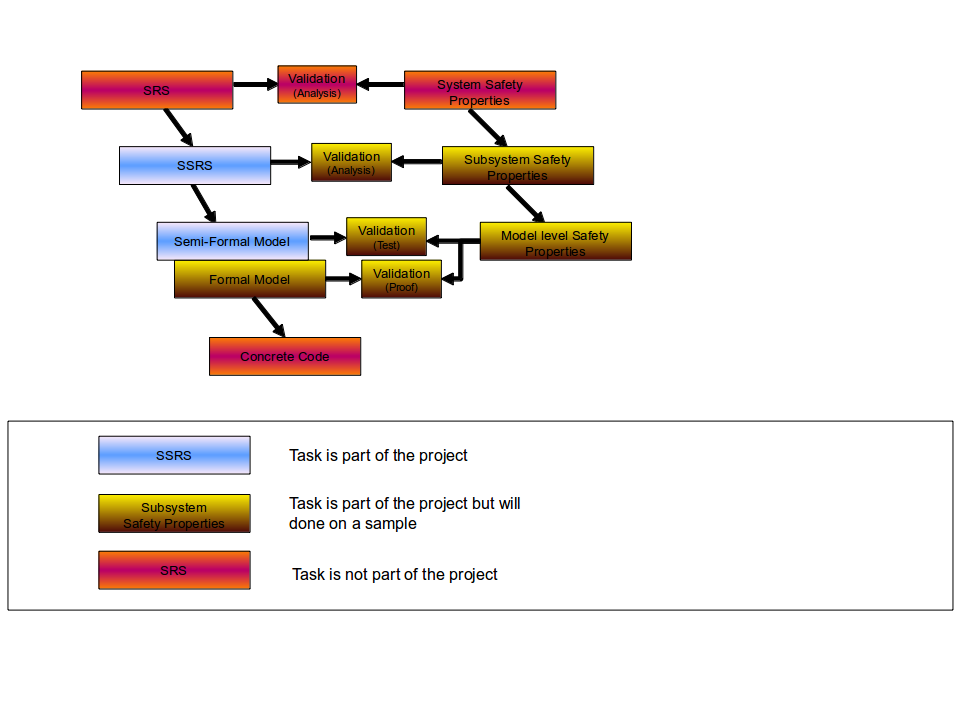 SRS
Validation
(Analysis)
System Safety
Properties
SSRS
Validation
(Analysis)
Subsystem Safety
Properties
Semi-Formal Model
Validation
(Test)
Model level Safety
Properties
Formal Model
Validation
(Proof)
Concrete Code
SSRS
Task is part of the project
Subsystem
Safety Properties
Task is part of the project but will
done on a sample
SRS
Task is not part of the project